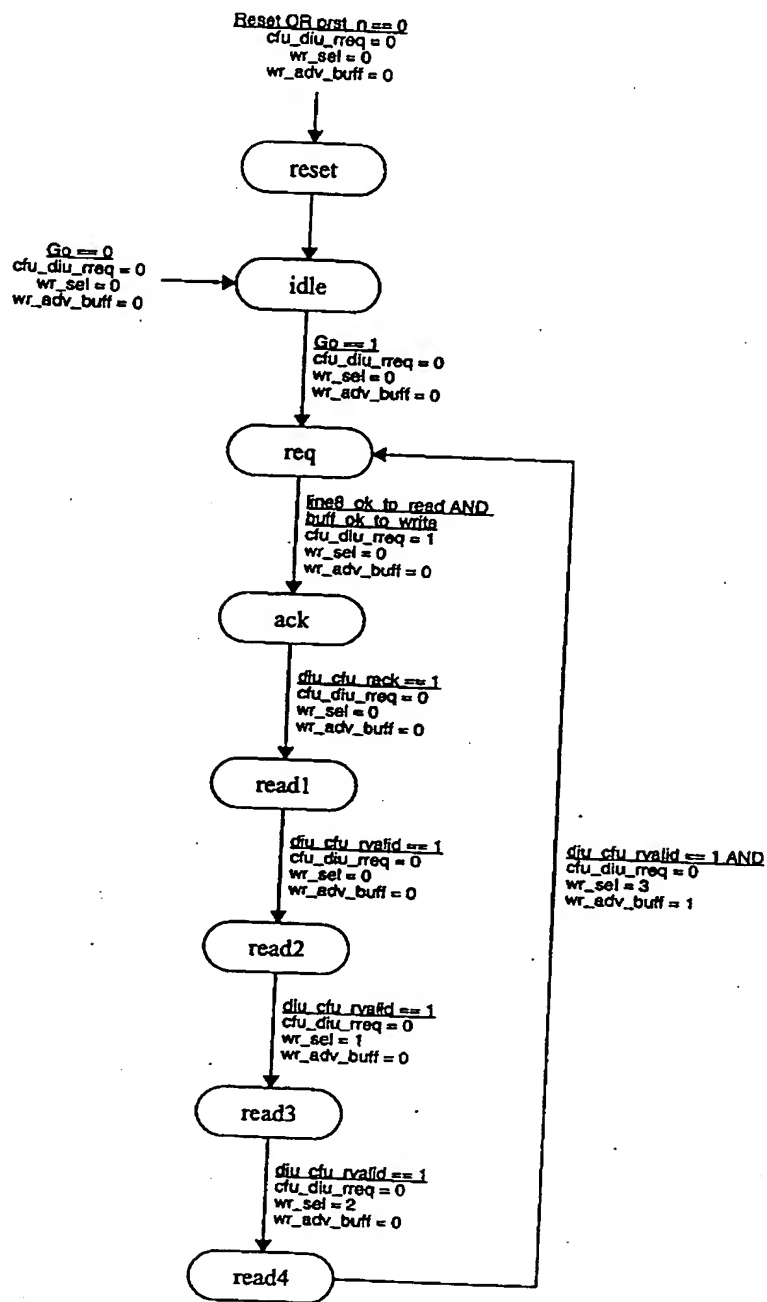 Reset OR prst_n == 0
cfu_diu_rreq = 0
wr_sel = 0
wr_adv_buff = 0
reset
Go == 0
cfu_diu_rreq = 0
wr_sel = 0
wr_adv_buff = 0
idle
Go == 1
cfu_diu_rreq = 0
wr_sel = 0
wr_adv_buff = 0
req
line8_ok_to_read AND
buff_ok_to_write
cfu_diu_rreq = 1
wr_sel = 0
wr_adv_buff = 0
ack
diu_cfu_rack == 1
cfu_diu_rreq = 0
wr_sel = 0
wr_adv_buff = 0
read1
diu_cfu_rvalid == 1
cfu_diu_rreq = 0
wr_sel = 0
wr_adv_buff = 0
diu_cfu_rvalid == 1 AND
cfu_diu_rreq = 0
wr_sel = 3
wr_adv_buff = 1
read2
diu_cfu_rvalid == 1
cfu_diu_rreq = 0
wr_sel = 1
wr_adv_buff = 0
read3
diu_cfu_rvalid == 1
cfu_diu_rreq = 0
wr_sel = 2
wr_adv_buff = 0
read4